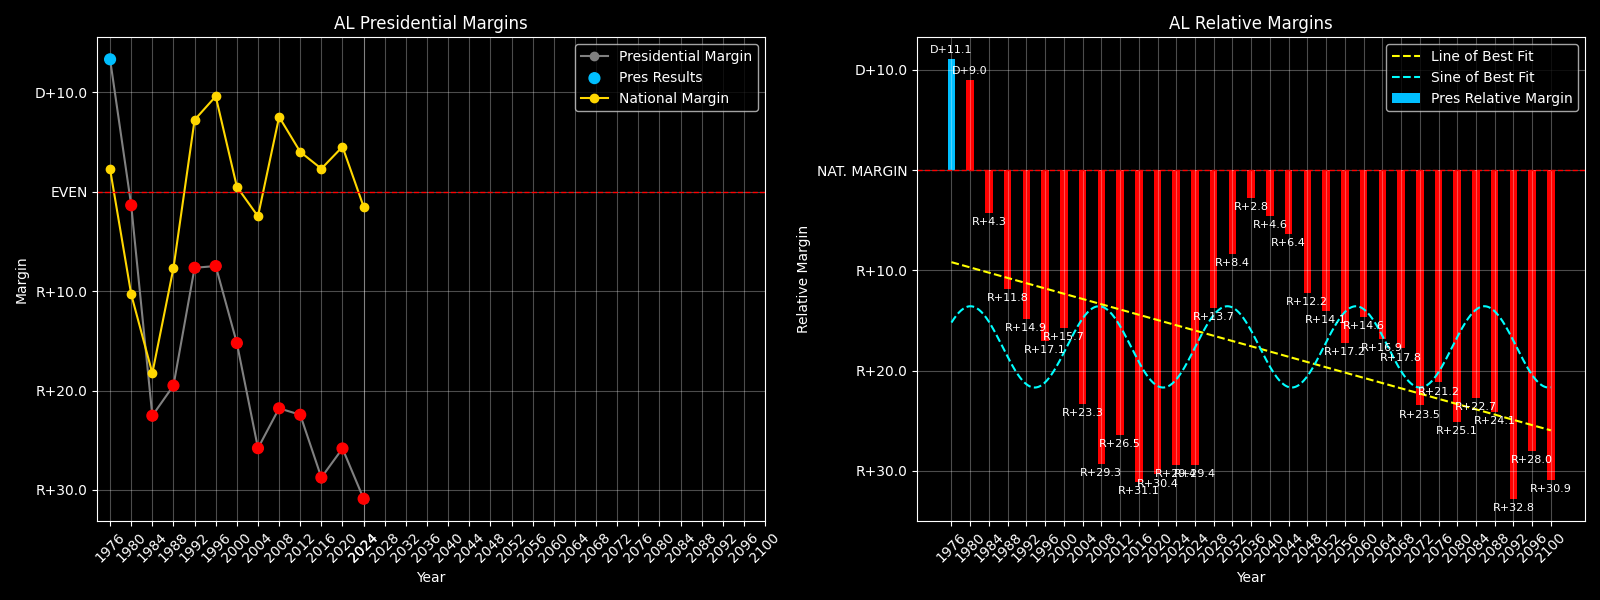 AL Presidential Margins
Presidential Margin
Pres Results
National Margin
D+10.0
EVEN
R+10.0
R+20.0
R+30.0
Margin
1976 1980 1984 1988 1992 1996 2000 2004 2008 2012 2016 2020 2024 2028 2032 2036 2040 2044 2048 2052 2056 2060 2064 2068 2072 2076 2080 2084 2088 2092 2096 2100
Year
AL Relative Margins
Line of Best Fit
Sine of Best Fit
Pres Relative Margin
D+10.0
NAT. MARGIN
R+10.0
R+20.0
R+30.0
Relative Margin
D+11.1
D+9.0
R+4.3
R+11.8
R+14.9
R+17.1
R+15.7
R+23.3
R+29.3
R+26.5
R+31.1
R+30.4
R+29.4
R+29.4
R+13.7
R+8.4
R+2.8
R+4.6
R+6.4
R+12.2
R+14.1
R+17.2
R+14.6
R+16.9
R+17.8
R+23.5
R+21.2
R+25.1
R+22.7
R+24.1
R+32.8
R+28.0
R+30.9
1976 1980 1984 1988 1992 1996 2000 2004 2008 2012 2016 2020 2024 2024 2028 2032 2036 2040 2044 2048 2052 2056 2060 2064 2068 2072 2076 2080 2084 2088 2092 2096 2100
Year